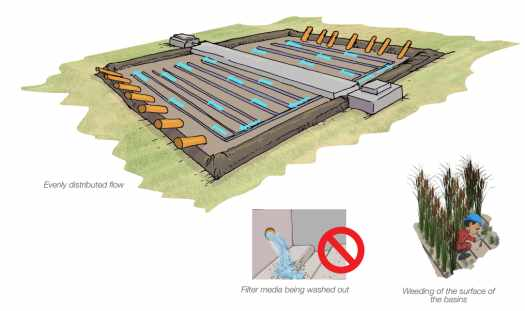 Evenly distributed flow
Filter media being washed out
Weeding of the surface of
the basins